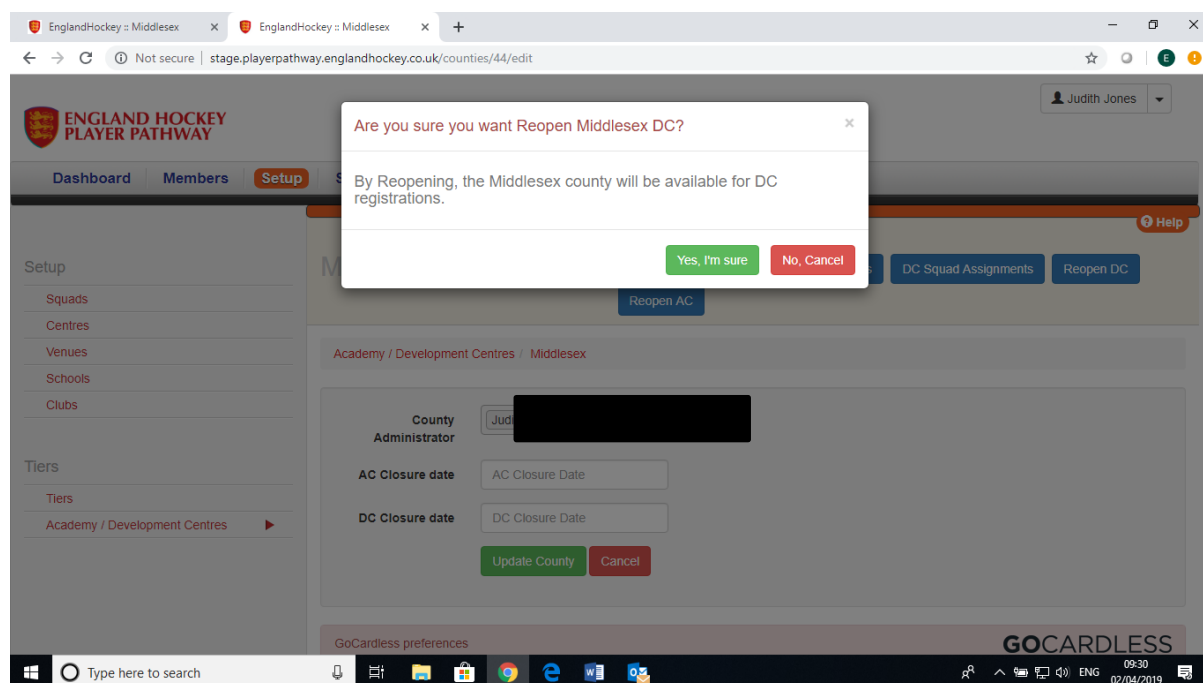 EnglandHockey :: Middlesex
EnglandHockey :: Middlesex
Not secure
stage.playerpathway.englandhockey.co.uk/counties/44/edit
E
ENGLAND HOCKEY
PLAYER PATHWAY
Judith Jones
Dashboard Members Setup S
Are you sure you want Reopen Middlesex DC?
×
By Reopening, the Middlesex county will be available for DC
registrations.
Yes, I'm sure
No, Cancel
Help
M
s
DC Squad Assignments
Reopen DC
Reopen AC
Setup
Squads
Centres
Venues
Schools
Clubs
Tiers
Tiers
Academy / Development Centres
Academy / Development Centres / Middlesex
County
Administrator
Judi
AC Closure date
AC Closure Date
DC Closure date
DC Closure Date
Update County
Cancel
GoCardless preferences
GOCARDLESS
Type here to search
ENG
09:30
02/04/2019